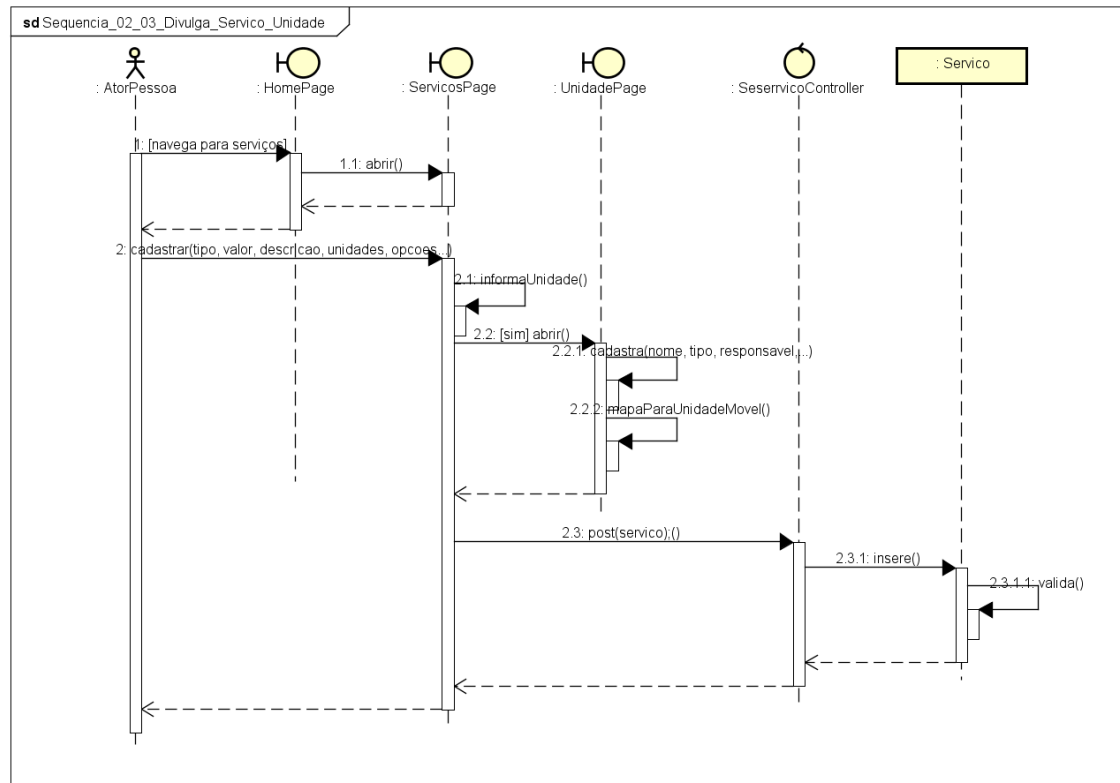 sd Sequencia_02_03_Divulga_Servico_Unidade
: AtorPessoa
: HomePage
: ServicosPage
: UnidadePage
: SeserrvicoController
: Servico
1: [navega para serviços]
1.1: abrir()
2: cadastrar(tipo, valor, descricao, unidades, opcoes...)
2.1: informaUnidade()
2.2: [sim] abrir()
2.2.1: cadastra(nome, tipo, responsavel,...)
2.2.2: mapaParaUnidadeMovel()
2.3: post(servico);()
2.3.1: insere()
2.3.1.1: valida()